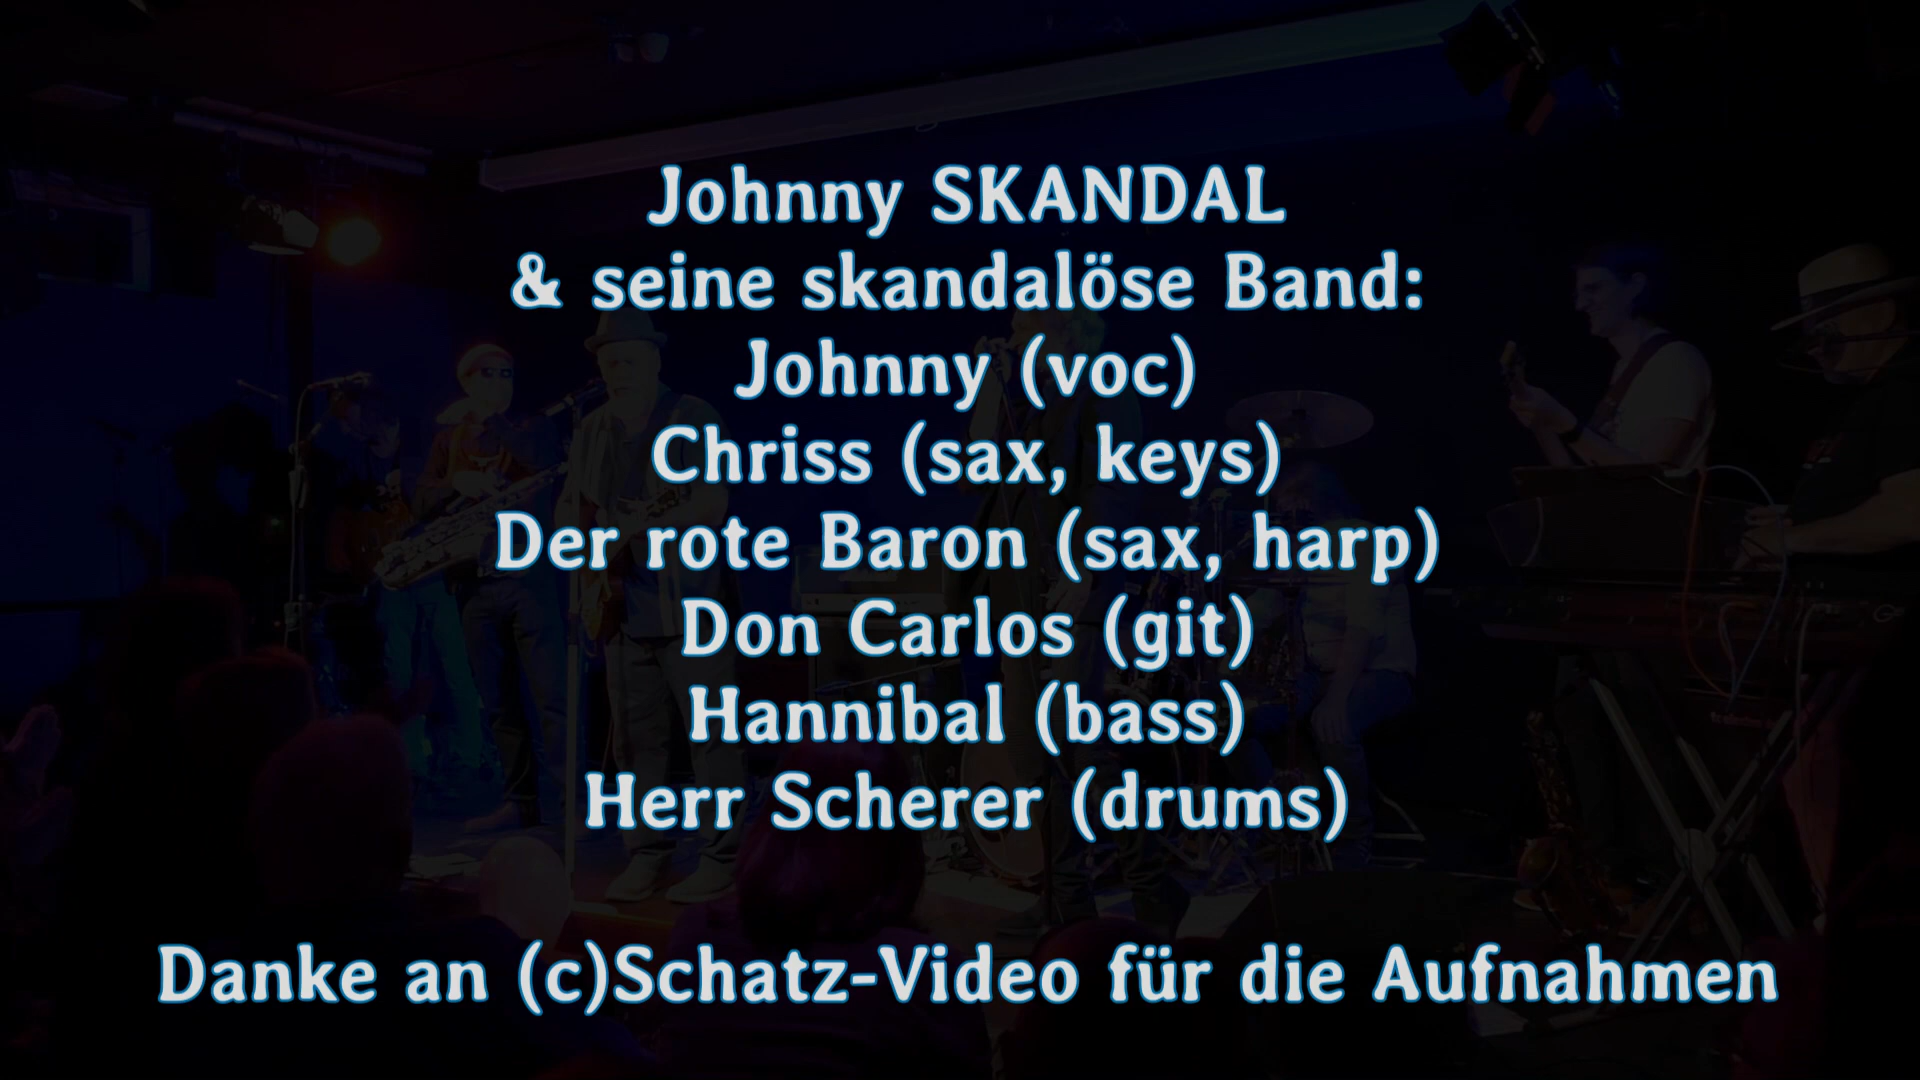 Johnny SKANDAL
& seine skandalöse Band:
Johnny (voc)
Chriss (sax, keys)
Der rote Baron (sax, harp)
Don Carlos (git)
Hannibal (bass)
Herr Scherer (drums)
Danke an (c)Schatz-Video für die Aufnahmen